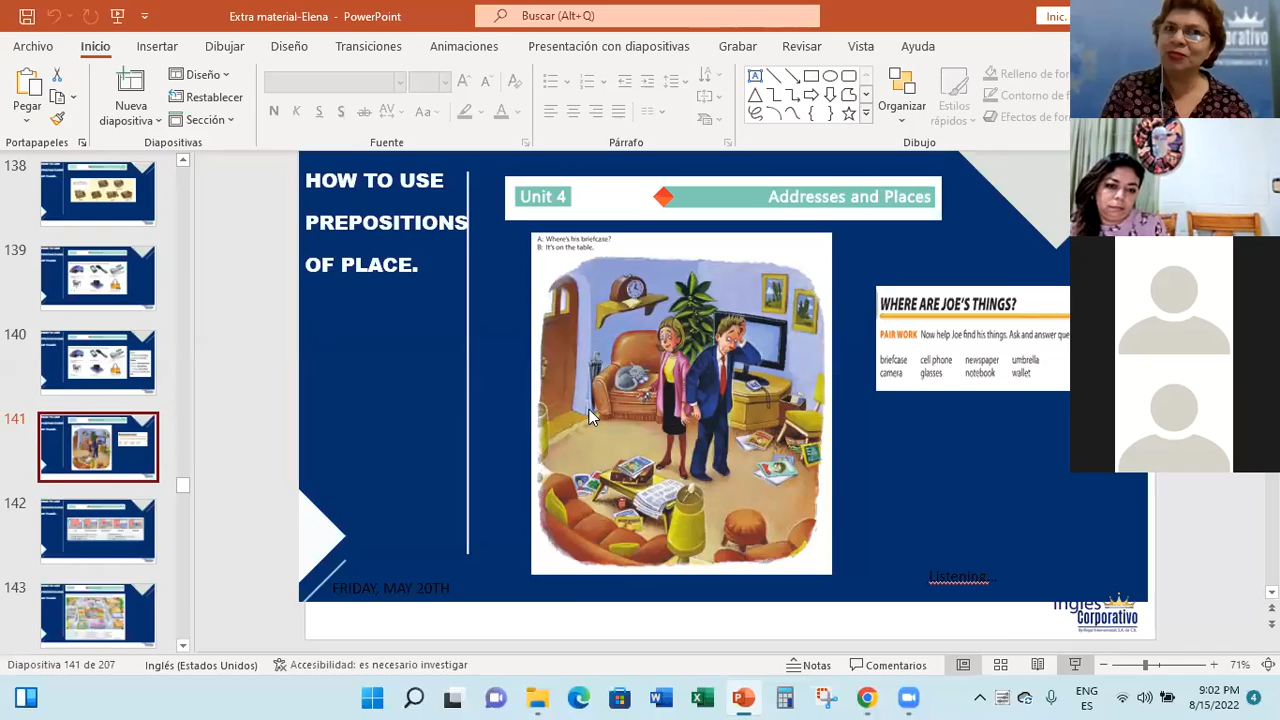 Extra material-Elena - PowerPoint
Buscar (Alt+Q)
Inic.
Archivo
Inicio
Insertar
Dibujar
Diseño
Transiciones
Animaciones
Presentación con diapositivas
Grabar
Revisar
Vista
Ayuda
Pegar
Nueva
diapositiva
Diseño
Restablecer
Sección
Organizar
Estilos
rápidos
Relleno de for
Contorno de f
Efectos de for
Portapapeles
Diapositivas
Fuente
Párrafo
Dibujo
138
139
140
141
142
143
HOW TO USE
PREPOSITIONS
OF PLACE.
Unit 4
Addresses and Places
A: Where's his briefcase?
B: It's on the table.
WHERE ARE JOE'S THINGS?
PAIR WORK Now help Joe find his things. Ask and answer que
briefcase cell phone newspaper umbrella
camera glasses notebook wallet
FRIDAY, MAY 20TH
Listening...
Inglés
Corporativo
Diapositiva 141 de 207
Inglés (Estados Unidos)
Accesibilidad: es necesario investigar
Notas
Comentarios
71%
ENG
ES
9:02 PM
8/15/2022
4